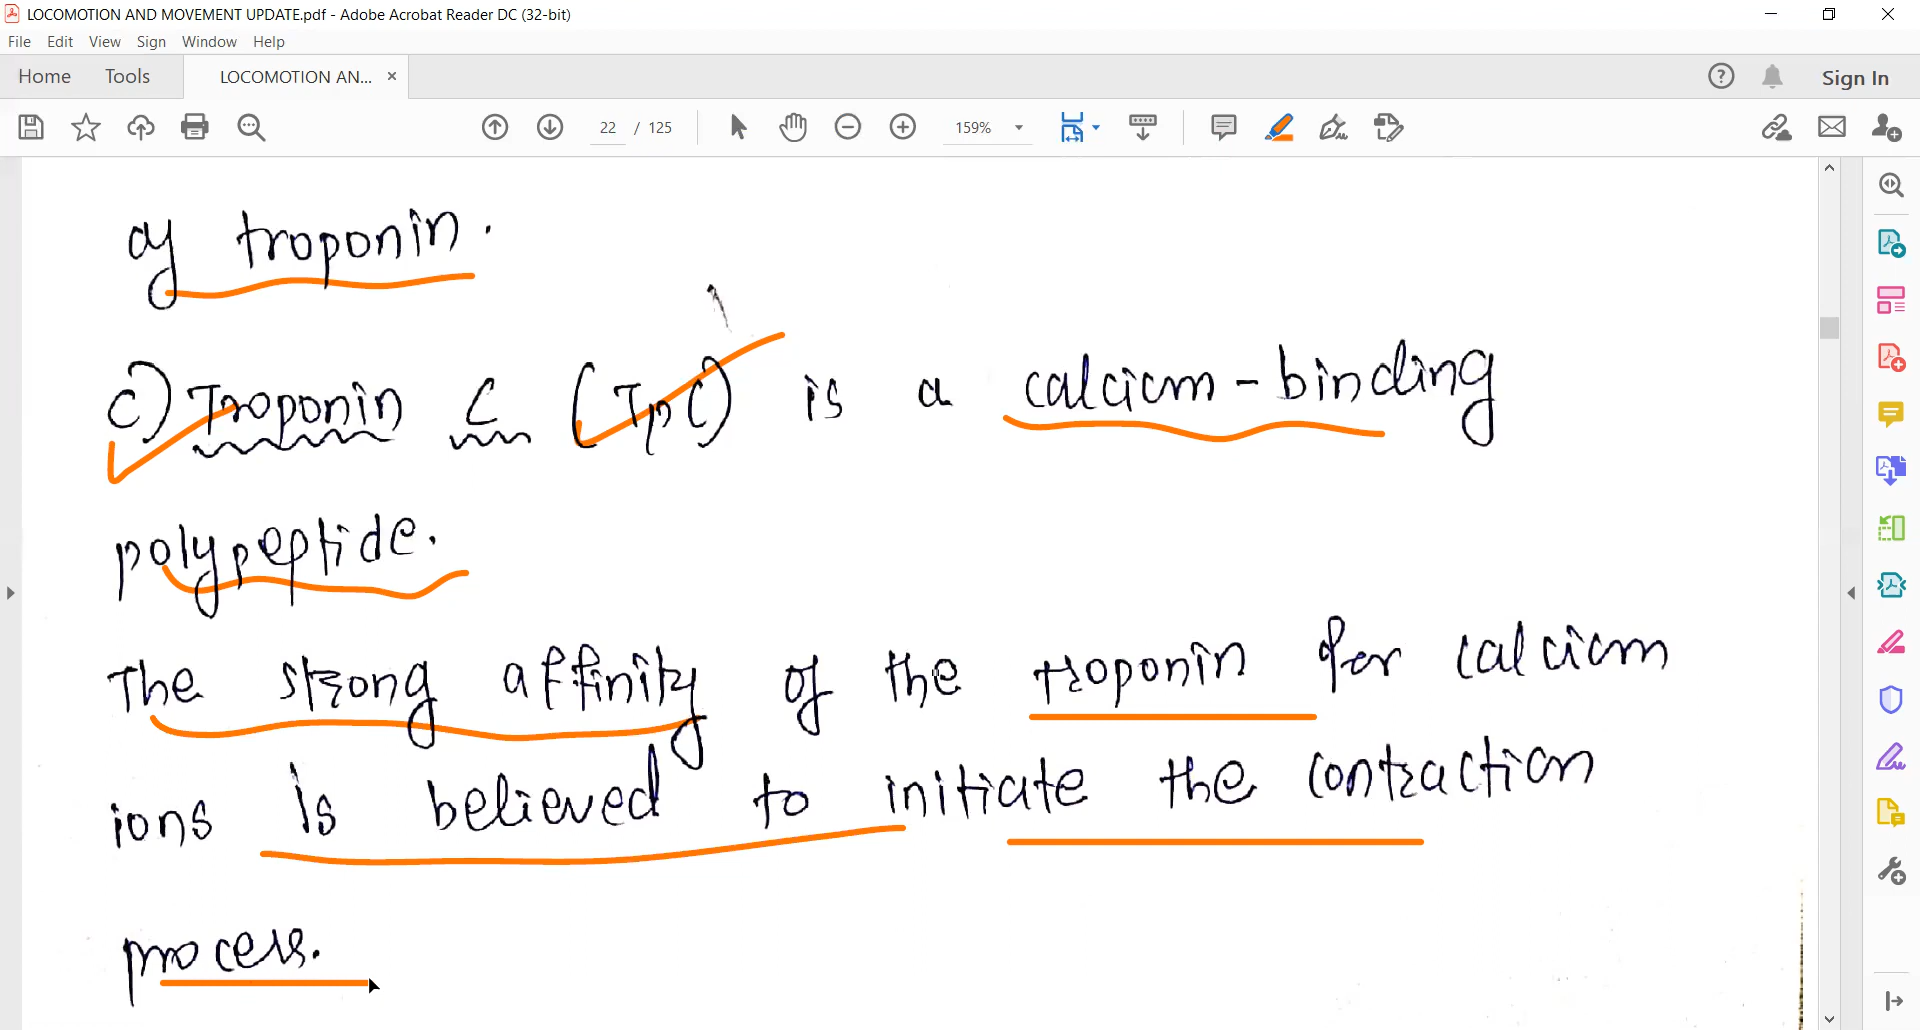 LOCOMOTION AND MOVEMENT UPDATE.pdf - Adobe Acrobat Reader DC (32-bit)
File Edit View Sign Window Help
Home Tools LOCOMOTION AN... × Sign In
22 / 125 159%
of troponin.
c) Troponin C (TpC) is a calcium-binding
polypeptide.
The strong affinity of the troponin for calcium
ions is believed to initiate the contraction
process.